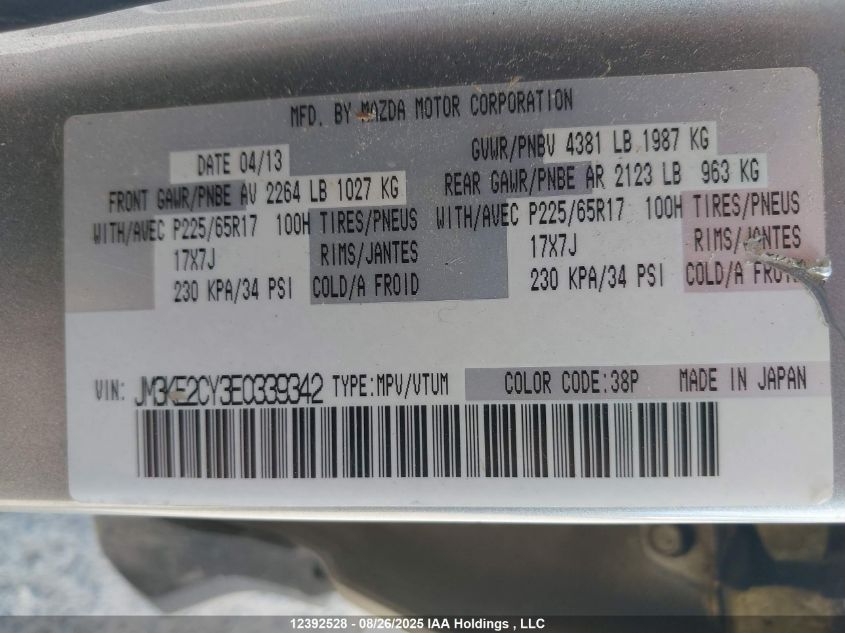 MFD. BY MAZDA MOTOR CORPORATION
DATE 04/13
GVWR/PNBV 4381 LB 1987 KG
FRONT GAWR/PNBE AV 2264 LB 1027 KG
REAR GAWR/PNBE AR 2123 LB 963 KG
WITH/AVEC P225/65R17 100H TIRES/PNEUS
WITH/AVEC P225/65R17 100H TIRES/PNEUS
17X7J RIMS/JANTES
17X7J RIMS/JANTES
230 KPA/34 PSI COLD/A FROID
230 KPA/34 PSI COLD/A FROID
VIN: JM3KE2CY3E0339342 TYPE:MPV/VTUM COLOR CODE:38P MADE IN JAPAN
12392528 - 08/26/2025 IAA Holdings , LLC